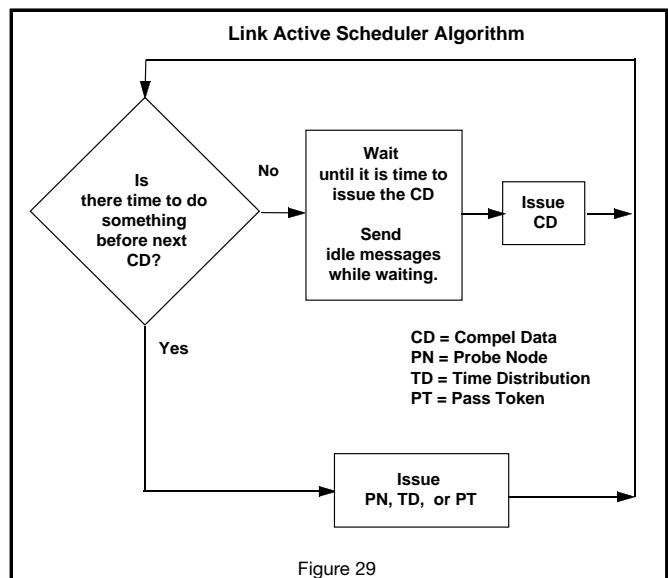 Link Active Scheduler Algorithm
Is
there time to do
something
before next
CD?
No
Wait
until it is time to
issue the CD
Send
idle messages
while waiting.
Issue
CD
Yes
CD = Compel Data
PN = Probe Node
TD = Time Distribution
PT = Pass Token
Issue
PN, TD,  or PT
Figure 29